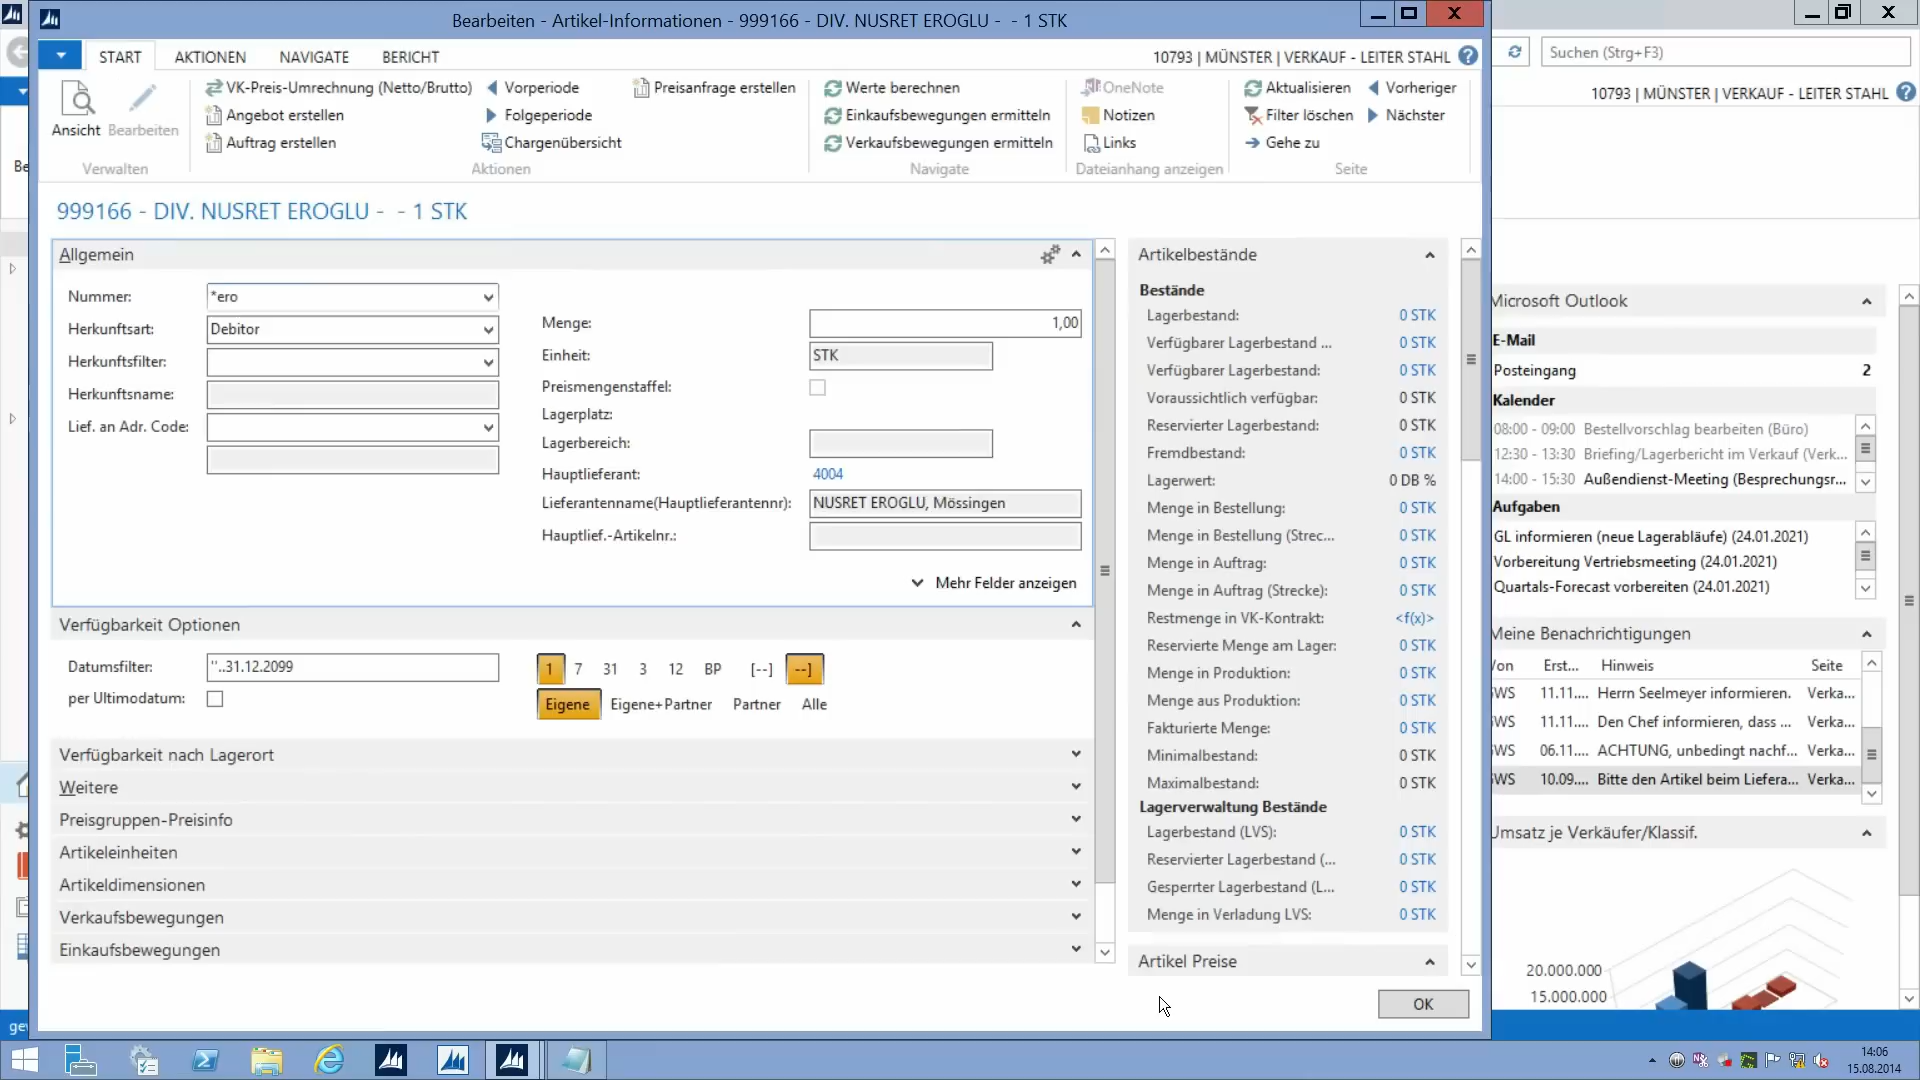 Bearbeiten - Artikel-Informationen - 999166 - DIV. NUSRET EROGLU - - 1 STK
START AKTIONEN NAVIGATE BERICHT
10793 | MÜNSTER | VERKAUF - LEITER STAHL
Ansicht
Bearbeiten
Verwalten
VK-Preis-Umrechnung (Netto/Brutto)
Angebot erstellen
Auftrag erstellen
Vorperiode
Folgeperiode
Chargenübersicht
Preisanfrage erstellen
Aktionen
Werte berechnen
Einkaufsbewegungen ermitteln
Verkaufsbewegungen ermitteln
Navigate
OneNote
Notizen
Links
Dateianhang anzeigen
Aktualisieren
Filter löschen
Gehe zu
Vorheriger
Nächster
Seite
999166 - DIV. NUSRET EROGLU - - 1 STK
Allgemein
Nummer: *ero
Herkunftsart: Debitor
Herkunftsfilter:
Herkunftsname:
Lief. an Adr. Code:
Menge: 1,00
Einheit: STK
Preismengenstaffel:
Lagerplatz:
Lagerbereich:
Hauptlieferant: 4004
Lieferantenname(Hauptlieferantennr): NUSRET EROGLU, Mössingen
Hauptlief.-Artikelnr.:
Mehr Felder anzeigen
Verfügbarkeit Optionen
Datumsfilter: ''..31.12.2099
per Ultimodatum:
1 7 31 3 12 BP [--] --]
Eigene Eigene+Partner Partner Alle
Verfügbarkeit nach Lagerort
Weitere
Preisgruppen-Preisinfo
Artikeleinheiten
Artikeldimensionen
Verkaufsbewegungen
Einkaufsbewegungen
Artikelbestände
Bestände
Lagerbestand: 0 STK
Verfügbarer Lagerbestand ... 0 STK
Verfügbarer Lagerbestand: 0 STK
Voraussichtlich verfügbar: 0 STK
Reservierter Lagerbestand: 0 STK
Fremdbestand: 0 STK
Lagerwert: 0 DB %
Menge in Bestellung: 0 STK
Menge in Bestellung (Strec... 0 STK
Menge in Auftrag: 0 STK
Menge in Auftrag (Strecke): 0 STK
Restmenge in VK-Kontrakt: <f(x)>
Reservierte Menge am Lager: 0 STK
Menge in Produktion: 0 STK
Menge aus Produktion: 0 STK
Fakturierte Menge: 0 STK
Minimalbestand: 0 STK
Maximalbestand: 0 STK
Lagerverwaltung Bestände
Lagerbestand (LVS): 0 STK
Reservierter Lagerbestand (... 0 STK
Gesperrter Lagerbestand (L... 0 STK
Menge in Verladung LVS: 0 STK
Artikel Preise
OK
Suchen (Strg+F3)
10793 | MÜNSTER | VERKAUF - LEITER STAHL
Be
Microsoft Outlook
E-Mail
Posteingang 2
Kalender
08:00 - 09:00 Bestellvorschlag bearbeiten (Büro)
12:30 - 13:30 Briefing/Lagerbericht im Verkauf (Verk...
14:00 - 15:30 Außendienst-Meeting (Besprechungsr...
Aufgaben
GL informieren (neue Lagerabläufe) (24.01.2021)
Vorbereitung Vertriebsmeeting (24.01.2021)
Quartals-Forecast vorbereiten (24.01.2021)
Meine Benachrichtigungen
Von Erst... Hinweis Seite
GWS 11.11.... Herrn Seelmeyer informieren. Verka...
GWS 11.11.... Den Chef informieren, dass ... Verka...
GWS 06.11.... ACHTUNG, unbedingt nachf... Verka...
GWS 10.09.... Bitte den Artikel beim Liefera... Verka...
Umsatz je Verkäufer/Klassif.
20.000.000
15.000.000
14:06
15.08.2014